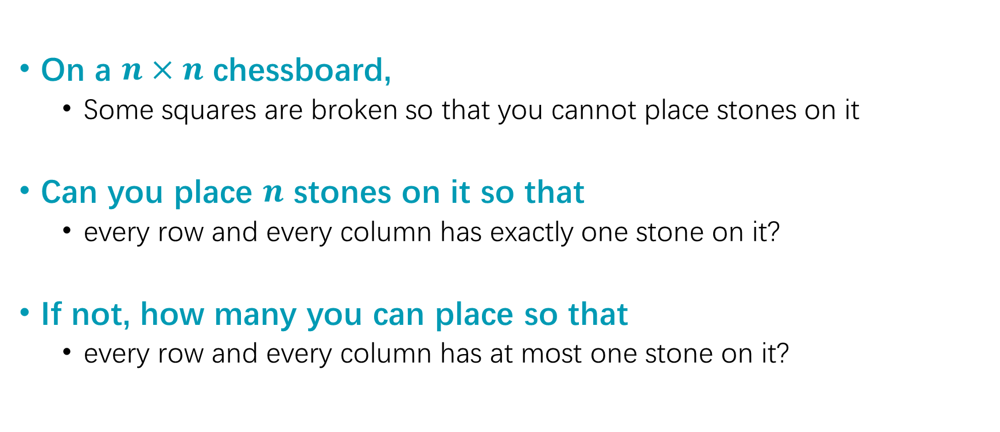 • On a n × n chessboard,
• Some squares are broken so that you cannot place stones on it
• Can you place n stones on it so that
• every row and every column has exactly one stone on it?
• If not, how many you can place so that
• every row and every column has at most one stone on it?